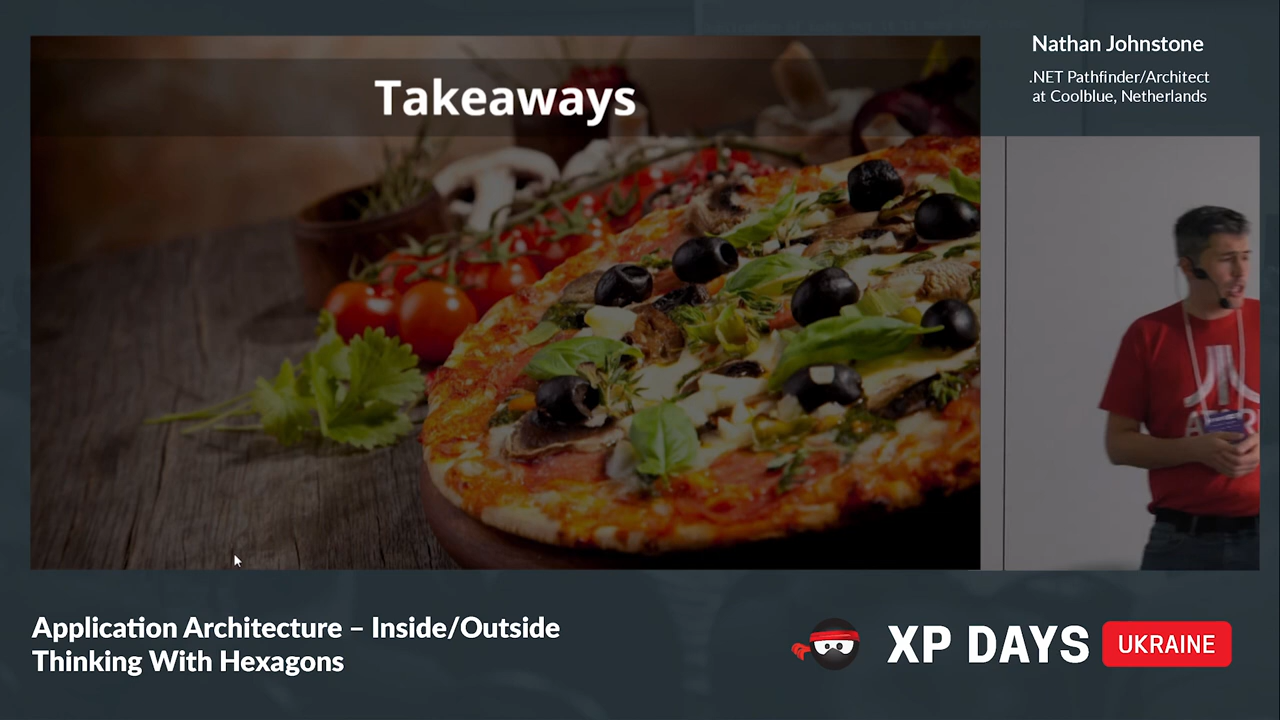 Takeaways
Nathan Johnstone
.NET Pathfinder/Architect
at Coolblue, Netherlands
Application Architecture – Inside/Outside
Thinking With Hexagons
XP DAYS UKRAINE